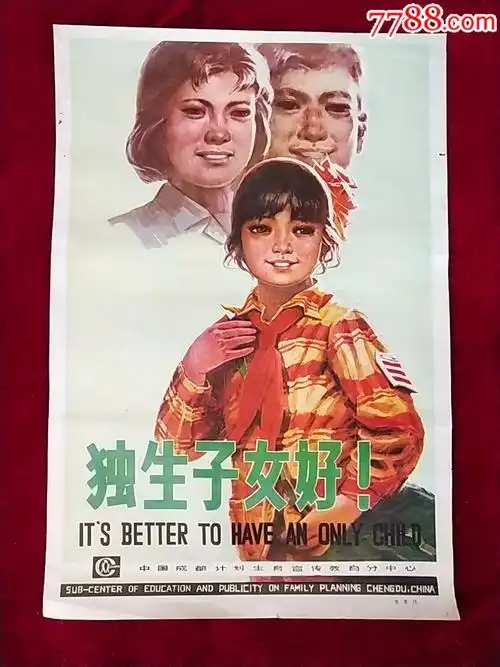 7788.com
独生子女好！
IT'S BETTER TO HAVE AN ONLY CHILD.
中国成都计划生育宣传教育分中心
SUB-CENTER OF EDUCATION AND PUBLICITY ON FAMILY PLANNING CHENGDU, CHINA